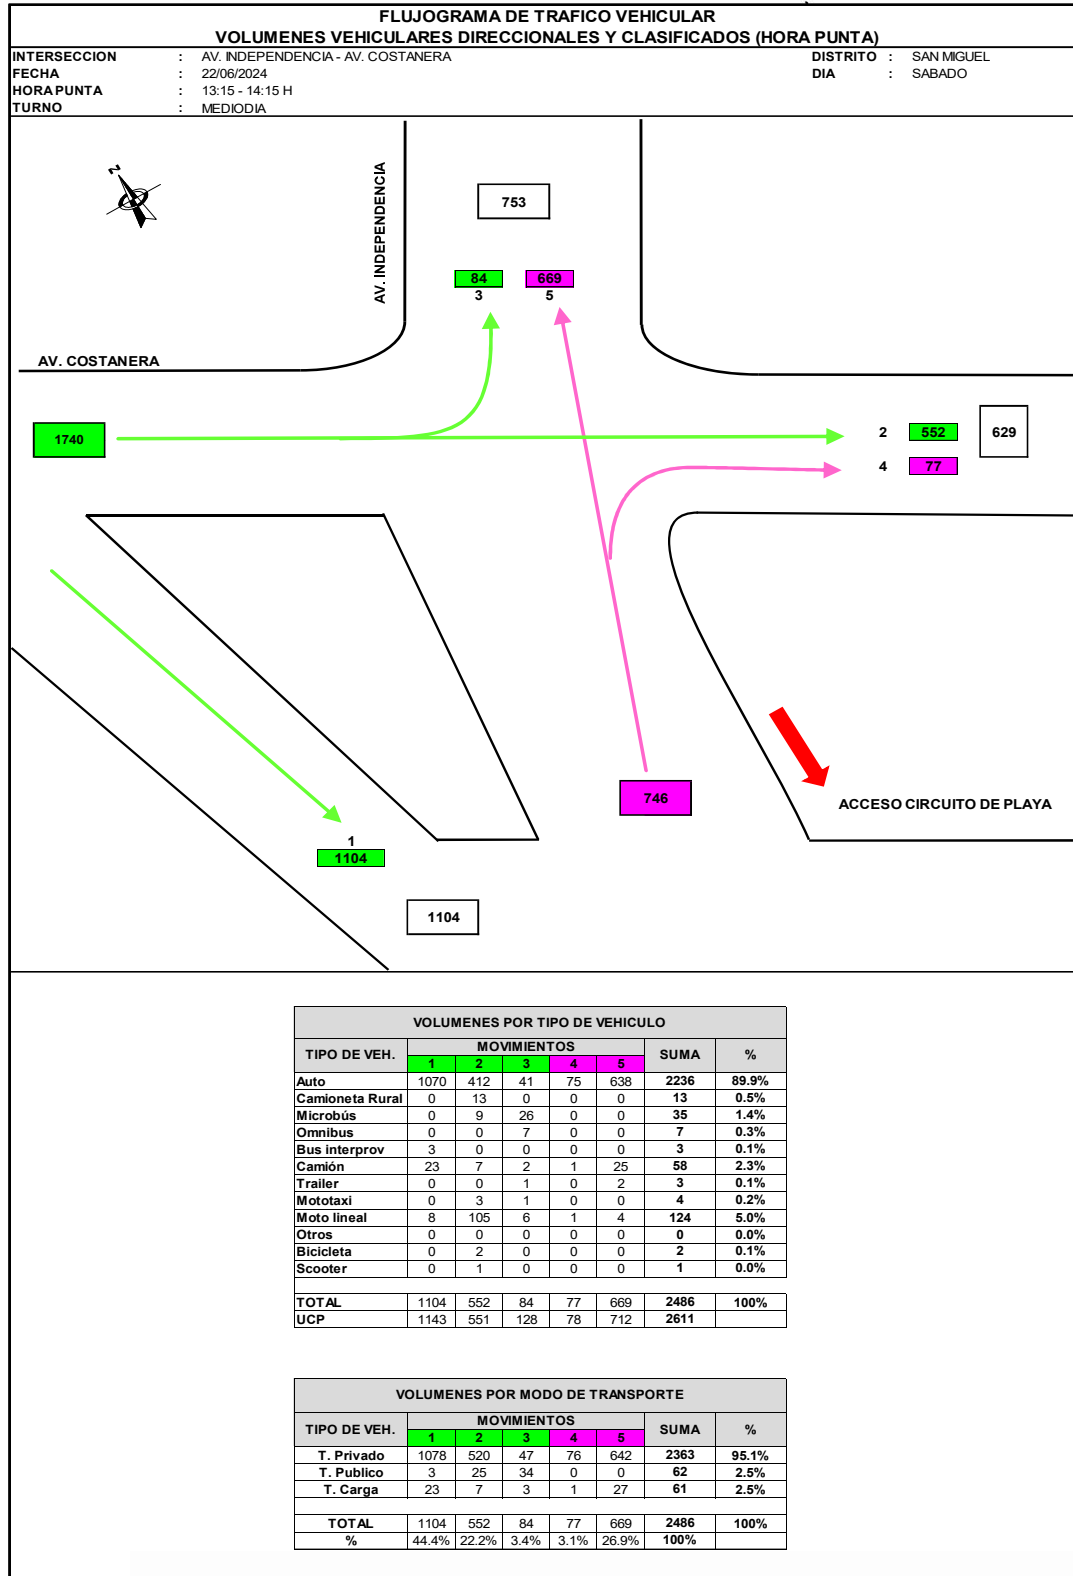 FLUJOGRAMA DE TRAFICO VEHICULAR
VOLUMENES VEHICULARES DIRECCIONALES Y CLASIFICADOS (HORA PUNTA)
INTERSECCION : AV. INDEPENDENCIA - AV. COSTANERA DISTRITO : SAN MIGUEL
FECHA : 22/06/2024 DIA : SABADO
HORA PUNTA : 13:15 - 14:15 H
TURNO : MEDIODIA
N
AV. INDEPENDENCIA
753
84 669
3 5
AV. COSTANERA
1740
2 552 629
4 77
746
ACCESO CIRCUITO DE PLAYA
1
1104
1104
VOLUMENES POR TIPO DE VEHICULO
TIPO DE VEH. MOVIMIENTOS SUMA %
1 2 3 4 5
Auto 1070 412 41 75 638 2236 89.9%
Camioneta Rural 0 13 0 0 0 13 0.5%
Microbús 0 9 26 0 0 35 1.4%
Omnibus 0 0 7 0 0 7 0.3%
Bus interprov 3 0 0 0 0 3 0.1%
Camión 23 7 2 1 25 58 2.3%
Trailer 0 0 1 0 2 3 0.1%
Mototaxi 0 3 1 0 0 4 0.2%
Moto lineal 8 105 6 1 4 124 5.0%
Otros 0 0 0 0 0 0 0.0%
Bicicleta 0 2 0 0 0 2 0.1%
Scooter 0 1 0 0 0 1 0.0%
TOTAL 1104 552 84 77 669 2486 100%
UCP 1143 551 128 78 712 2611
VOLUMENES POR MODO DE TRANSPORTE
TIPO DE VEH. MOVIMIENTOS SUMA %
1 2 3 4 5
T. Privado 1078 520 47 76 642 2363 95.1%
T. Publico 3 25 34 0 0 62 2.5%
T. Carga 23 7 3 1 27 61 2.5%
TOTAL 1104 552 84 77 669 2486 100%
% 44.4% 22.2% 3.4% 3.1% 26.9% 100%